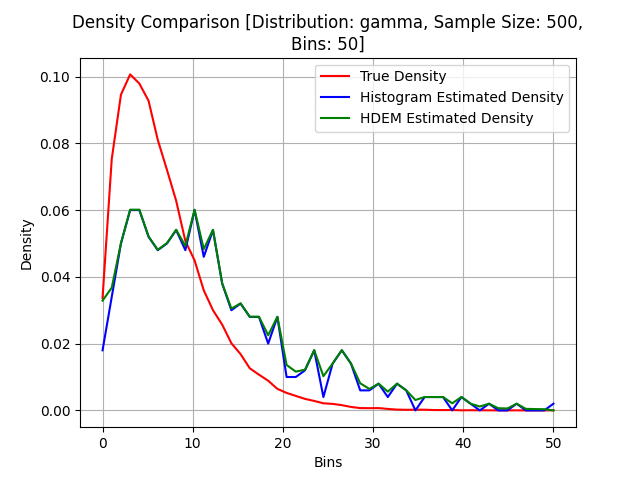 Density Comparison [Distribution: gamma, Sample Size: 500,
Bins: 50]
True Density
Histogram Estimated Density
HDEM Estimated Density
Density
0.10
0.08
0.06
0.04
0.02
0.00
0 10 20 30 40 50
Bins